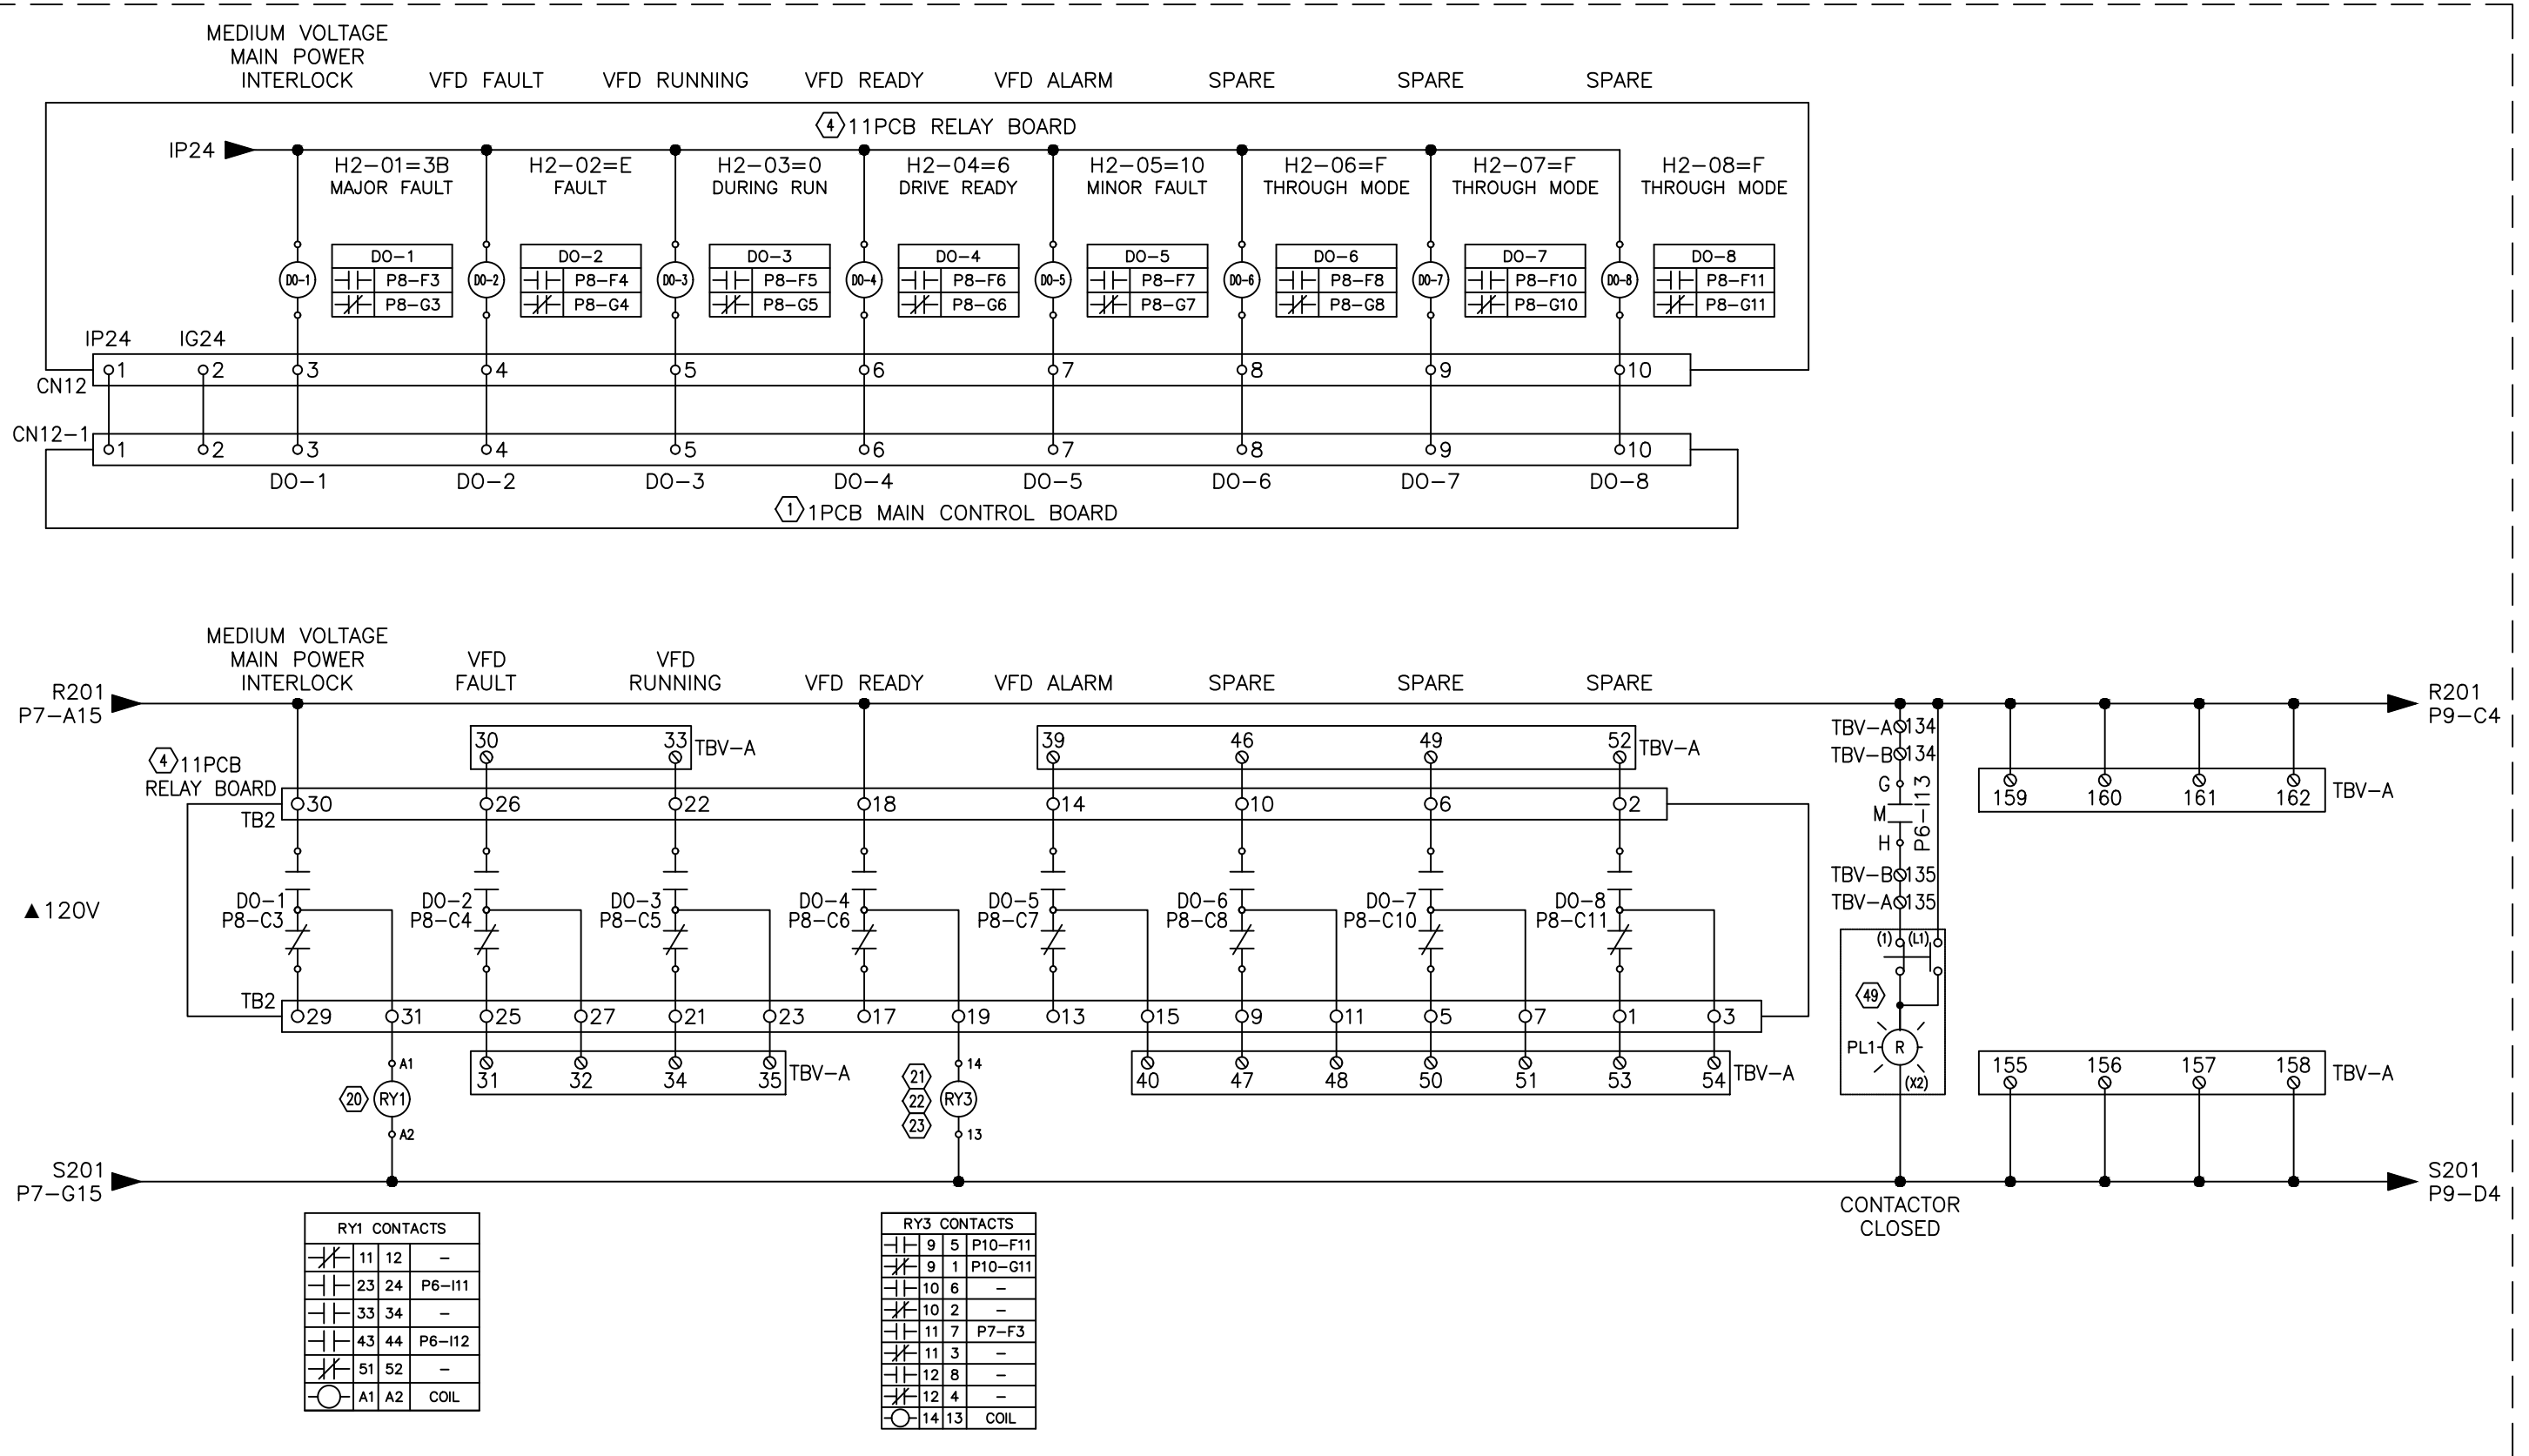 MEDIUM VOLTAGE
MAIN POWER
INTERLOCK VFD FAULT VFD RUNNING VFD READY VFD ALARM SPARE SPARE SPARE
4 11PCB RELAY BOARD
IP24
H2-01=3B H2-02=E H2-03=0 H2-04=6 H2-05=10 H2-06=F H2-07=F H2-08=F
MAJOR FAULT FAULT DURING RUN DRIVE READY MINOR FAULT THROUGH MODE THROUGH MODE THROUGH MODE
DO-1 DO-2 DO-3 DO-4 DO-5 DO-6 DO-7 DO-8
DO-1 P8-F3 DO-2 P8-F4 DO-3 P8-F5 DO-4 P8-F6 DO-5 P8-F7 DO-6 P8-F8 DO-7 P8-F10 DO-8 P8-F11
P8-G3 P8-G4 P8-G5 P8-G6 P8-G7 P8-G8 P8-G10 P8-G11
IP24 IG24
1 2 3 4 5 6 7 8 9 10
CN12
CN12-1
1 2 3 4 5 6 7 8 9 10
DO-1 DO-2 DO-3 DO-4 DO-5 DO-6 DO-7 DO-8
1 1PCB MAIN CONTROL BOARD
MEDIUM VOLTAGE
MAIN POWER VFD VFD
INTERLOCK FAULT RUNNING VFD READY VFD ALARM SPARE SPARE SPARE
R201 R201
P7-A15 P9-C4
30 33 TBV-A 39 46 49 52 TBV-A
4 11PCB
RELAY BOARD
30 26 22 18 14 10 6 2
TB2
TBV-A 134
TBV-B 134
G
M
H
P6-I13
TBV-B 135
TBV-A 135
159 160 161 162 TBV-A
▲120V
DO-1 DO-2 DO-3 DO-4 DO-5 DO-6 DO-7 DO-8
P8-C3 P8-C4 P8-C5 P8-C6 P8-C7 P8-C8 P8-C10 P8-C11
(1) (L1)
49
PL1 R
(X2)
TB2
29 31 25 27 21 23 17 19 13 15 9 11 5 7 1 3
A1 14
31 32 34 35 TBV-A 40 47 48 50 51 53 54 TBV-A
155 156 157 158 TBV-A
20 RY1 21 RY3
22
23
A2 13
S201 S201
P7-G15 P9-D4
CONTACTOR
CLOSED
RY1 CONTACTS
11 12 -
23 24 P6-I11
33 34 -
43 44 P6-I12
51 52 -
A1 A2 COIL
RY3 CONTACTS
9 5 P10-F11
9 1 P10-G11
10 6 -
10 2 -
11 7 P7-F3
11 3 -
12 8 -
12 4 -
14 13 COIL